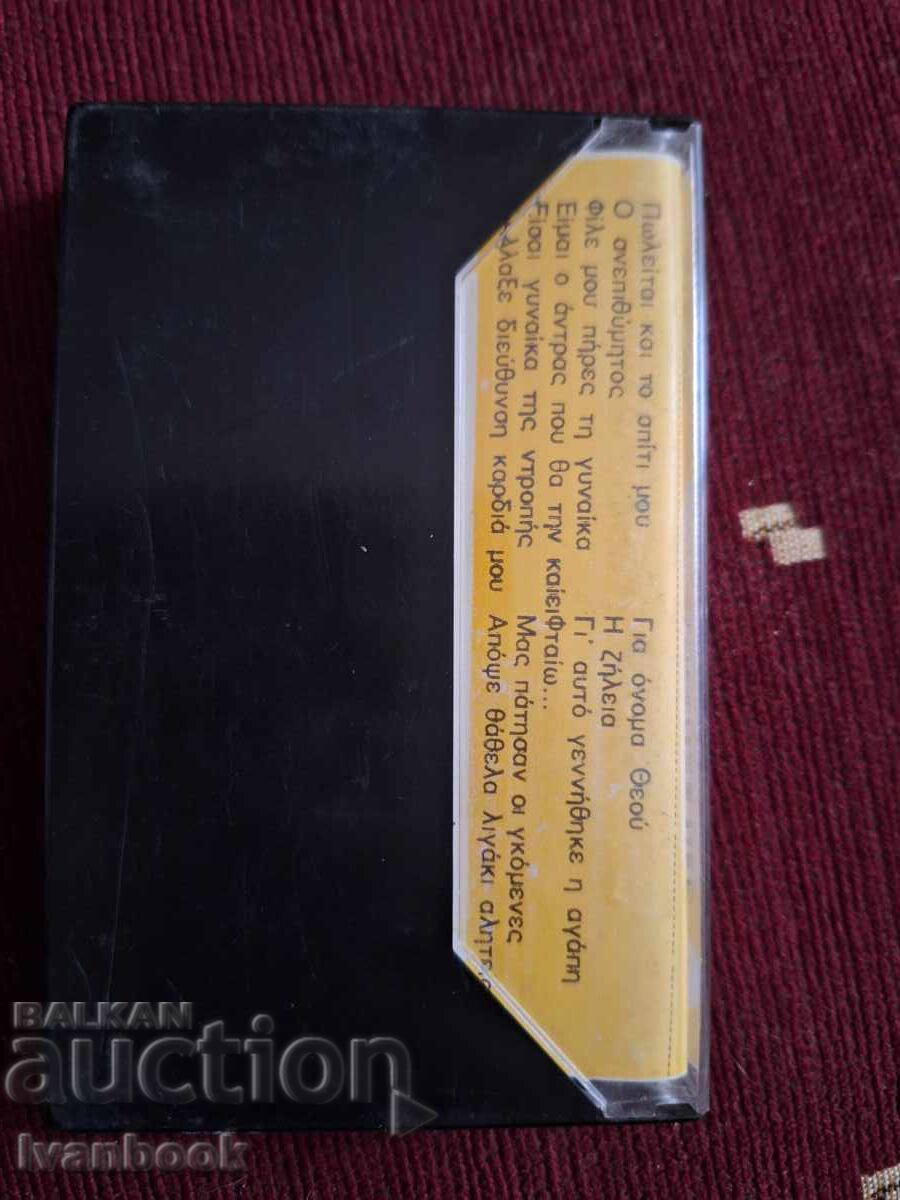 Πωλείται και το σπίτι μου
Ο ανεπιθύμητος
Φίλε μου πήρες τη γυναίκα
Είμαι ο άντρας που θα την καίει
Είσαι γυναίκα της ντροπής
Άλλαξε διεύθυνση καρδιά μου
Για όνομα Θεού
Η Ζήλεια
Γι' αυτό γεννήθηκε η αγάπη
Φταίω...
Μας πάτησαν οι γκόμενες
Απόψε θάθελα λιγάκι
BALKAN
auction
Ivanbook